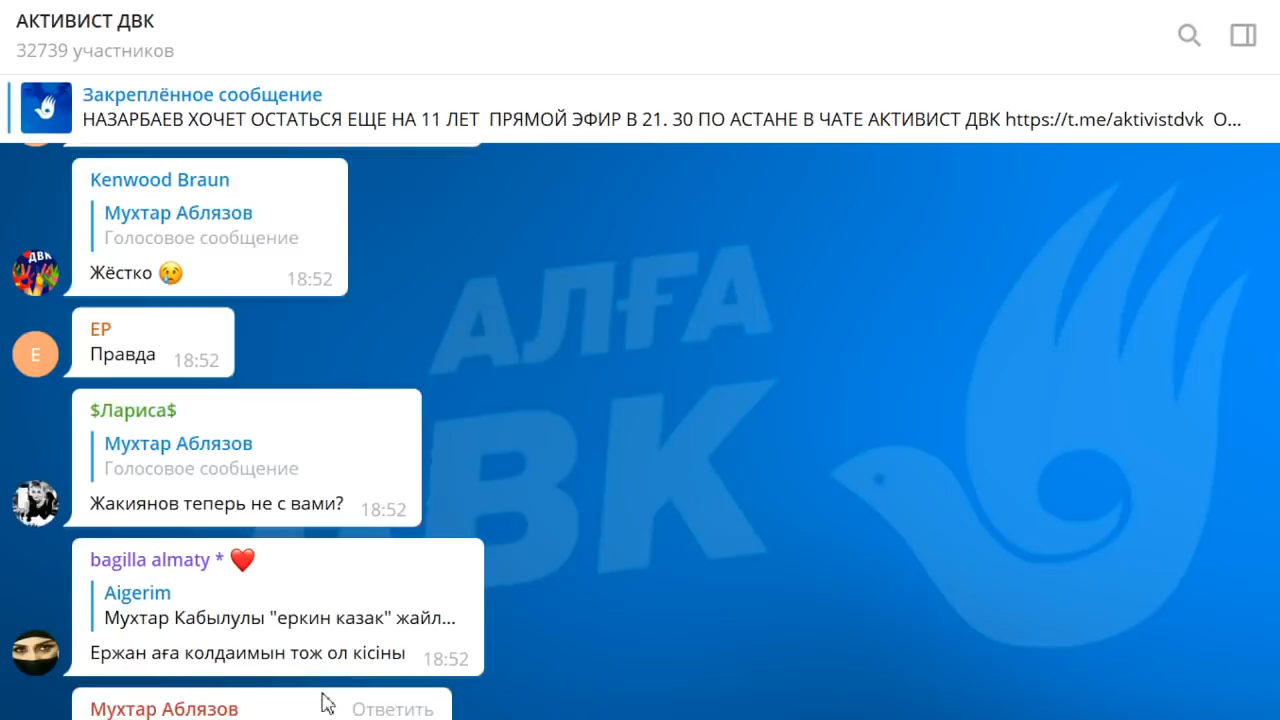 АКТИВИСТ ДВК
32739 участников
Закреплённое сообщение
НАЗАРБАЕВ ХОЧЕТ ОСТАТЬСЯ ЕЩЕ НА 11 ЛЕТ ПРЯМОЙ ЭФИР В 21. 30 ПО АСТАНЕ В ЧАТЕ АКТИВИСТ ДВК https://t.me/aktivistdvk О...
Kenwood Braun
Мухтар Аблязов
Голосовое сообщение
ДВК
Жёстко 😢 18:52
ЕР
Е
Правда 18:52
$Лариса$
Мухтар Аблязов
Голосовое сообщение
Жакиянов теперь не с вами? 18:52
bagilla almaty * ❤️
Aigerim
Мухтар Кабылулы "еркин казак" жайл...
Ержан аға колдаимын тож ол кісіны 18:52
Мухтар Аблязов Ответить
АЛҒА
ДВК